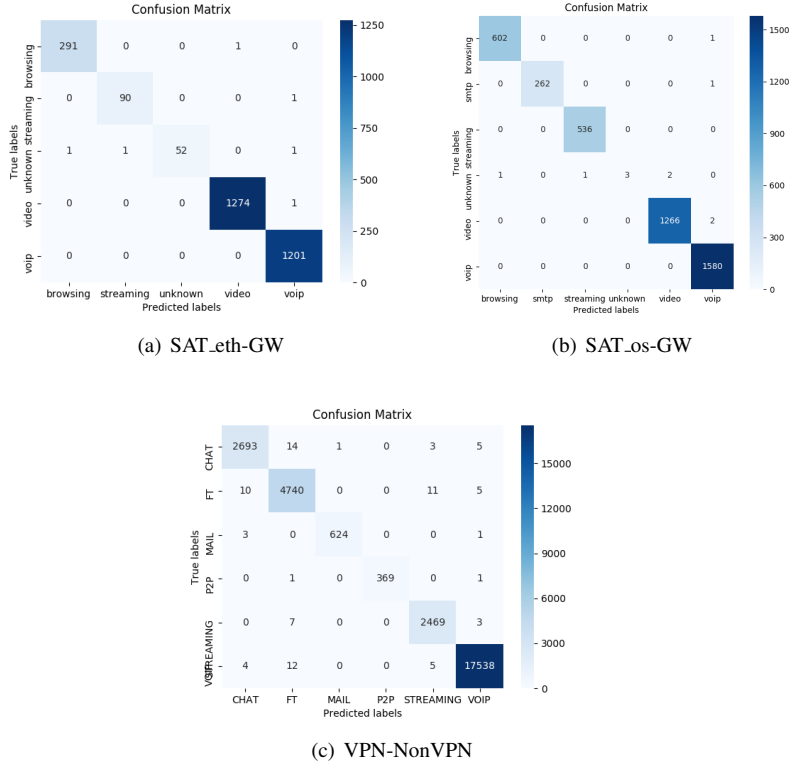 Confusion Matrix
browsing 291 0 0 1 0
streaming 0 90 0 0 1
unknown 1 1 52 0 1
video 0 0 0 1274 1
voip 0 0 0 0 1201
True labels
browsing streaming unknown video voip
Predicted labels
1250
1000
750
500
250
0
(a) SAT_eth-GW
Confusion Matrix
browsing 602 0 0 0 0 1
smtp 0 262 0 0 0 1
streaming 0 0 536 0 0 0
unknown 1 0 1 3 2 0
video 0 0 0 0 1266 2
voip 0 0 0 0 0 1580
True labels
browsing smtp streaming unknown video voip
Predicted labels
1500
1200
900
600
300
0
(b) SAT_os-GW
Confusion Matrix
CHAT 2693 14 1 0 3 5
FT 10 4740 0 0 11 5
MAIL 3 0 624 0 0 1
P2P 0 1 0 369 0 1
STREAMING 0 7 0 0 2469 3
VOIP 4 12 0 0 5 17538
True labels
CHAT FT MAIL P2P STREAMING VOIP
Predicted labels
15000
12000
9000
6000
3000
0
(c) VPN-NonVPN